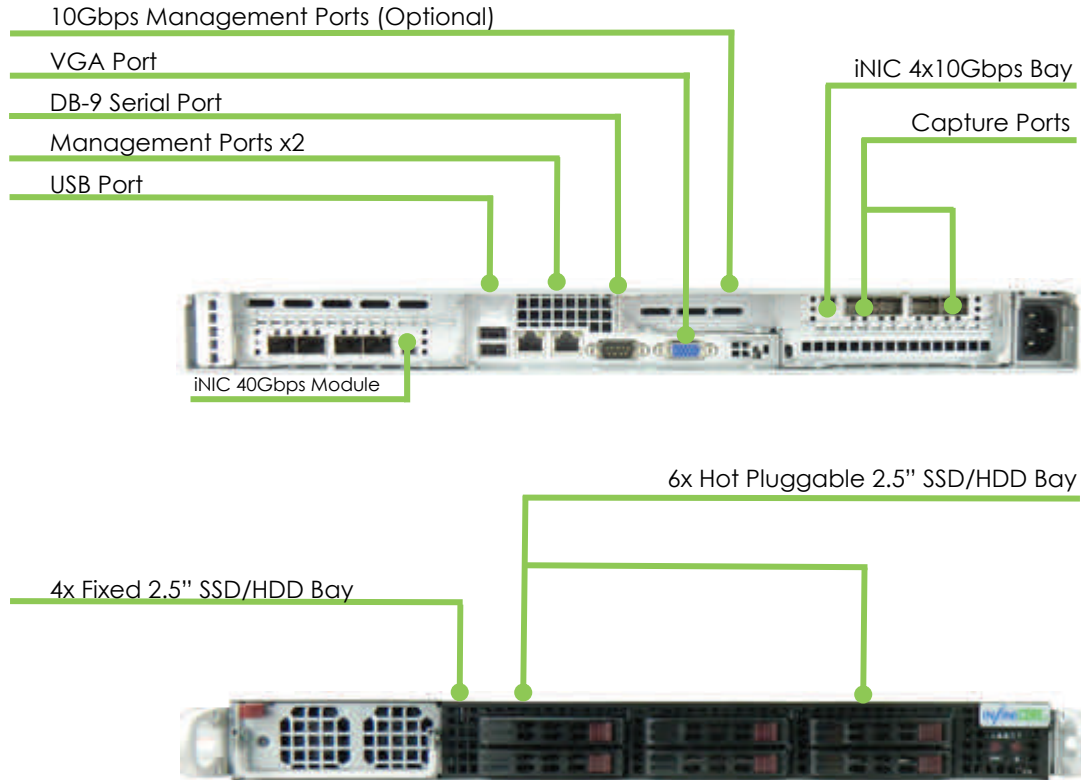 10Gbps Management Ports (Optional)
VGA Port
iNIC 4x10Gbps Bay
DB-9 Serial Port
Capture Ports
Management Ports x2
USB Port
iNIC 40Gbps Module
6x Hot Pluggable 2.5” SSD/HDD Bay
4x Fixed 2.5” SSD/HDD Bay